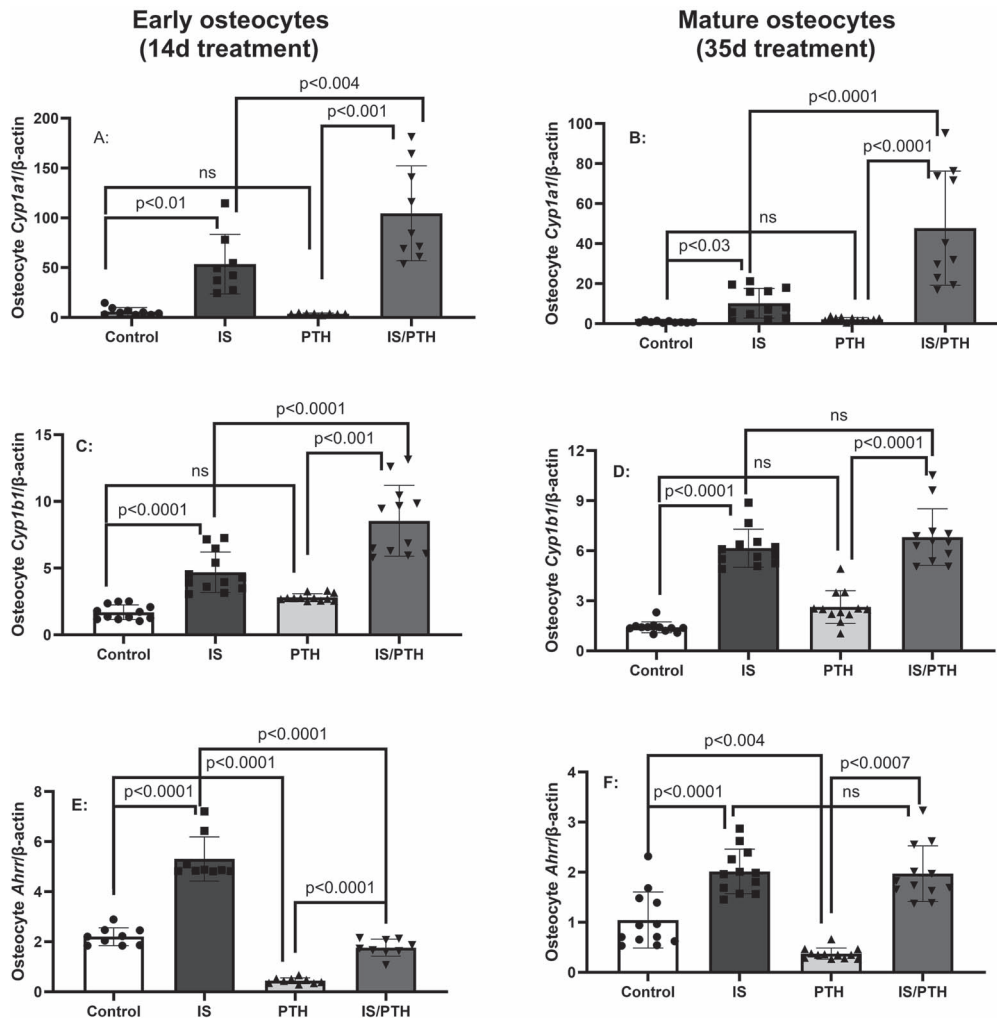 Early osteocytes
(14d treatment)
Mature osteocytes
(35d treatment)
A:
Osteocyte Cyp1a1/β-actin
200
150
100
50
0
p<0.004
p<0.001
ns
p<0.01
Control IS PTH IS/PTH
B:
Osteocyte Cyp1a1/β-actin
100
80
60
40
20
0
p<0.0001
p<0.0001
ns
p<0.03
Control IS PTH IS/PTH
C:
Osteocyte Cyp1b1/β-actin
15
10
5
0
p<0.0001
p<0.001
ns
p<0.0001
Control IS PTH IS/PTH
D:
Osteocyte Cyp1b1/β-actin
12
9
6
3
0
ns
p<0.0001
ns
p<0.0001
Control IS PTH IS/PTH
E:
Osteocyte Ahrr/β-actin
8
6
4
2
0
p<0.0001
p<0.0001
p<0.0001
p<0.0001
Control IS PTH IS/PTH
F:
Osteocyte Ahrr/β-actin
4
3
2
1
0
p<0.004
p<0.0007
p<0.0001
ns
Control IS PTH IS/PTH